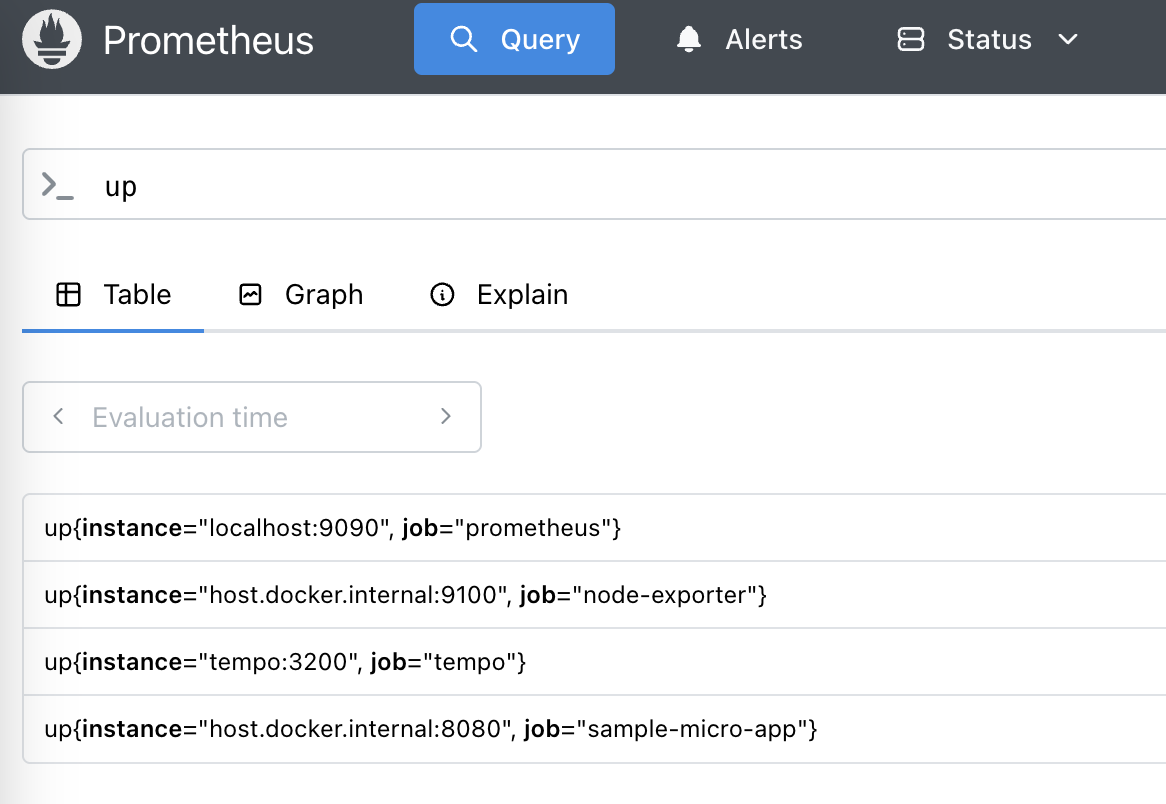 Prometheus Query Alerts Status
>_ up
Table Graph Explain
Evaluation time
up{instance="localhost:9090", job="prometheus"}
up{instance="host.docker.internal:9100", job="node-exporter"}
up{instance="tempo:3200", job="tempo"}
up{instance="host.docker.internal:8080", job="sample-micro-app"}